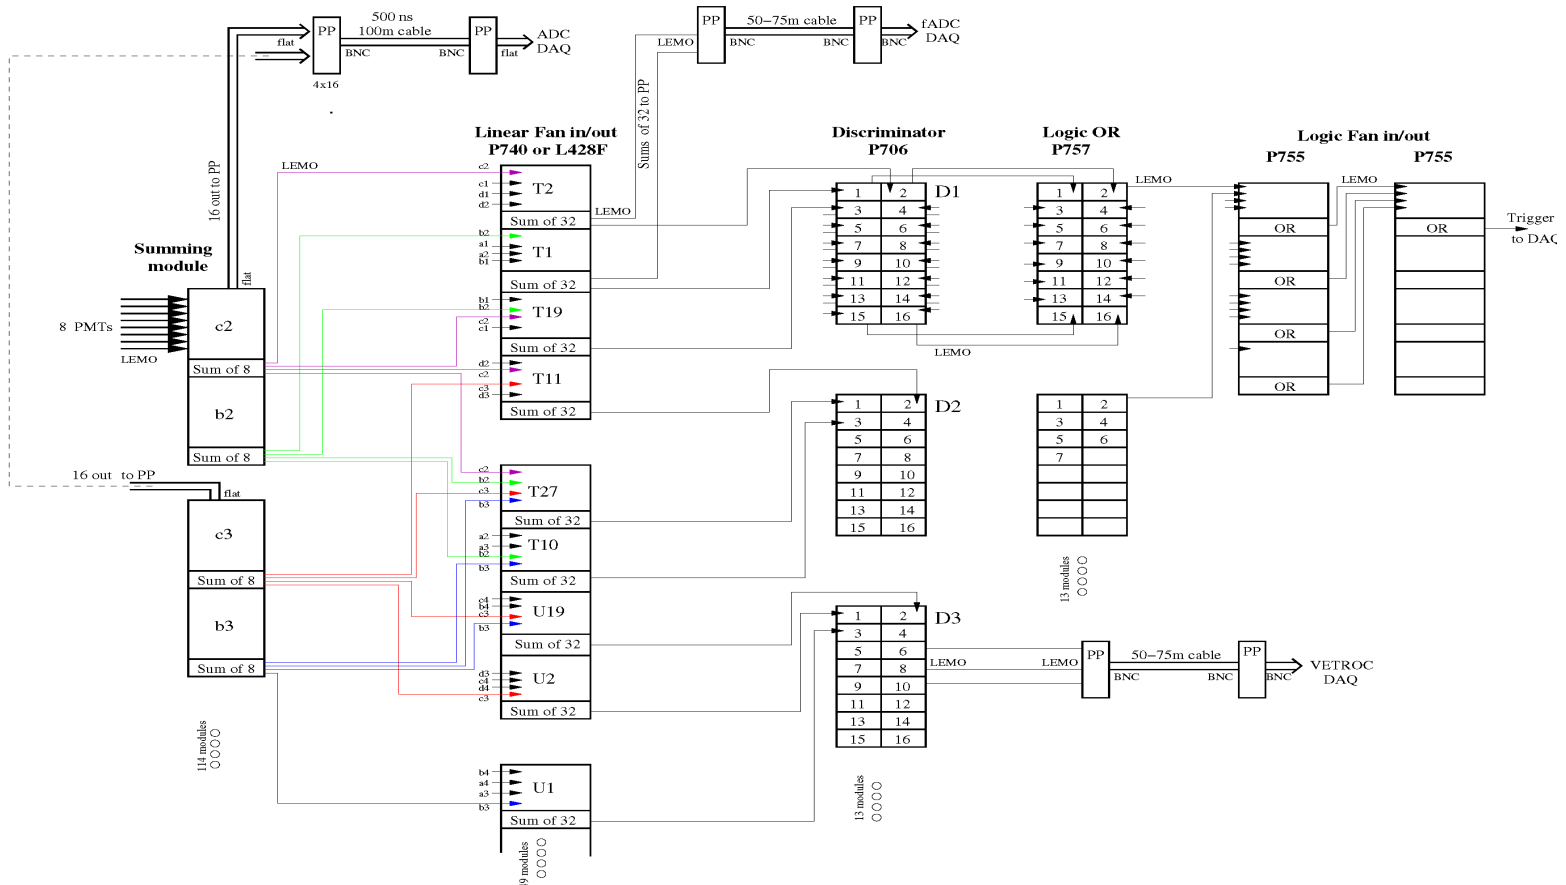 500 ns
100m cable
PP
PP
flat
BNC
BNC
flat
ADC
DAQ
4x16
PP
50−75m cable
PP
LEMO
BNC
BNC
BNC
fADC
DAQ
16 out to PP
flat
Sums of 32 to PP
Linear Fan in/out
P740 or L428F
Discriminator
P706
Logic OR
P757
Logic Fan in/out
P755
P755
Summing
module
8 PMTs
LEMO
c2
Sum of 8
b2
Sum of 8
16 out to PP
flat
c3
Sum of 8
b3
Sum of 8
114 modules
LEMO
c2
c1
d1
d2
T2
Sum of 32
LEMO
b2
a1
a2
b1
T1
Sum of 32
b1
b2
c2
c1
T19
Sum of 32
d2
c2
c3
d3
T11
Sum of 32
c2
b2
c3
b3
T27
Sum of 32
a2
a3
b2
b3
T10
Sum of 32
c4
b4
c3
b3
U19
Sum of 32
d3
c4
d4
c3
U2
Sum of 32
b4
a4
a3
b3
U1
Sum of 32
49 modules
D1
1 2
3 4
5 6
7 8
9 10
11 12
13 14
15 16
LEMO
1 2
3 4
5 6
7 8
9 10
11 12
13 14
15 16
LEMO
OR
OR
OR
OR
LEMO
OR
Trigger
to DAQ
D2
1 2
3 4
5 6
7 8
9 10
11 12
13 14
15 16
1 2
3 4
5 6
7
13 modules
D3
1 2
3 4
5 6
7 8
9 10
11 12
13 14
15 16
13 modules
LEMO
LEMO
PP
50−75m cable
PP
BNC
BNC
BNC
VETROC
DAQ